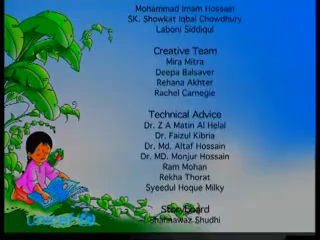 Mohammad Imam Hossain
SK. Showkat Iqbal Chowdhury
Laboni Siddiqui
Creative Team
Mira Mitra
Deepa Balsaver
Rehana Akhter
Rachel Carnegie
Technical Advice
Dr. Z A Matin Al Helal
Dr. Faizul Kibria
Dr. Md. Altaf Hossain
Dr. MD. Monjur Hossain
Ram Mohan
Rekha Thorat
Syeedul Hoque Milky
Storyboard
Shahnawaz Shudhi
unicef